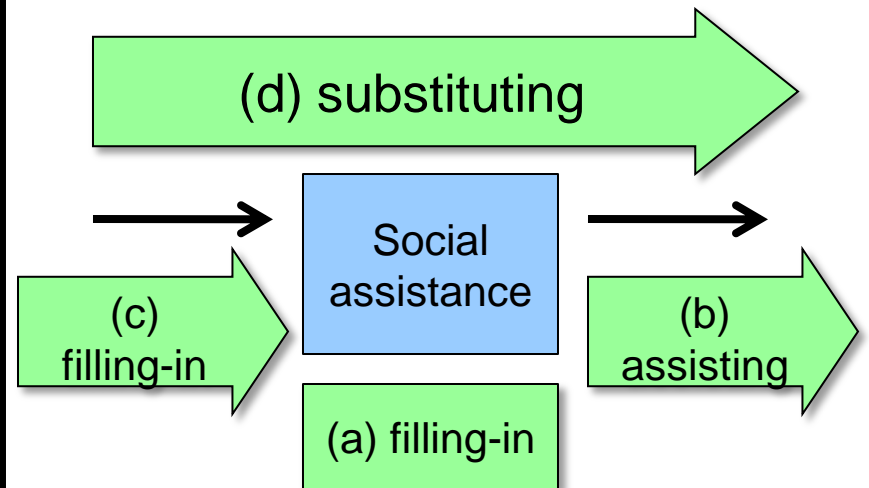 (d) substituting
Social
assistance
(c)
filling-in
(b)
assisting
(a) filling-in